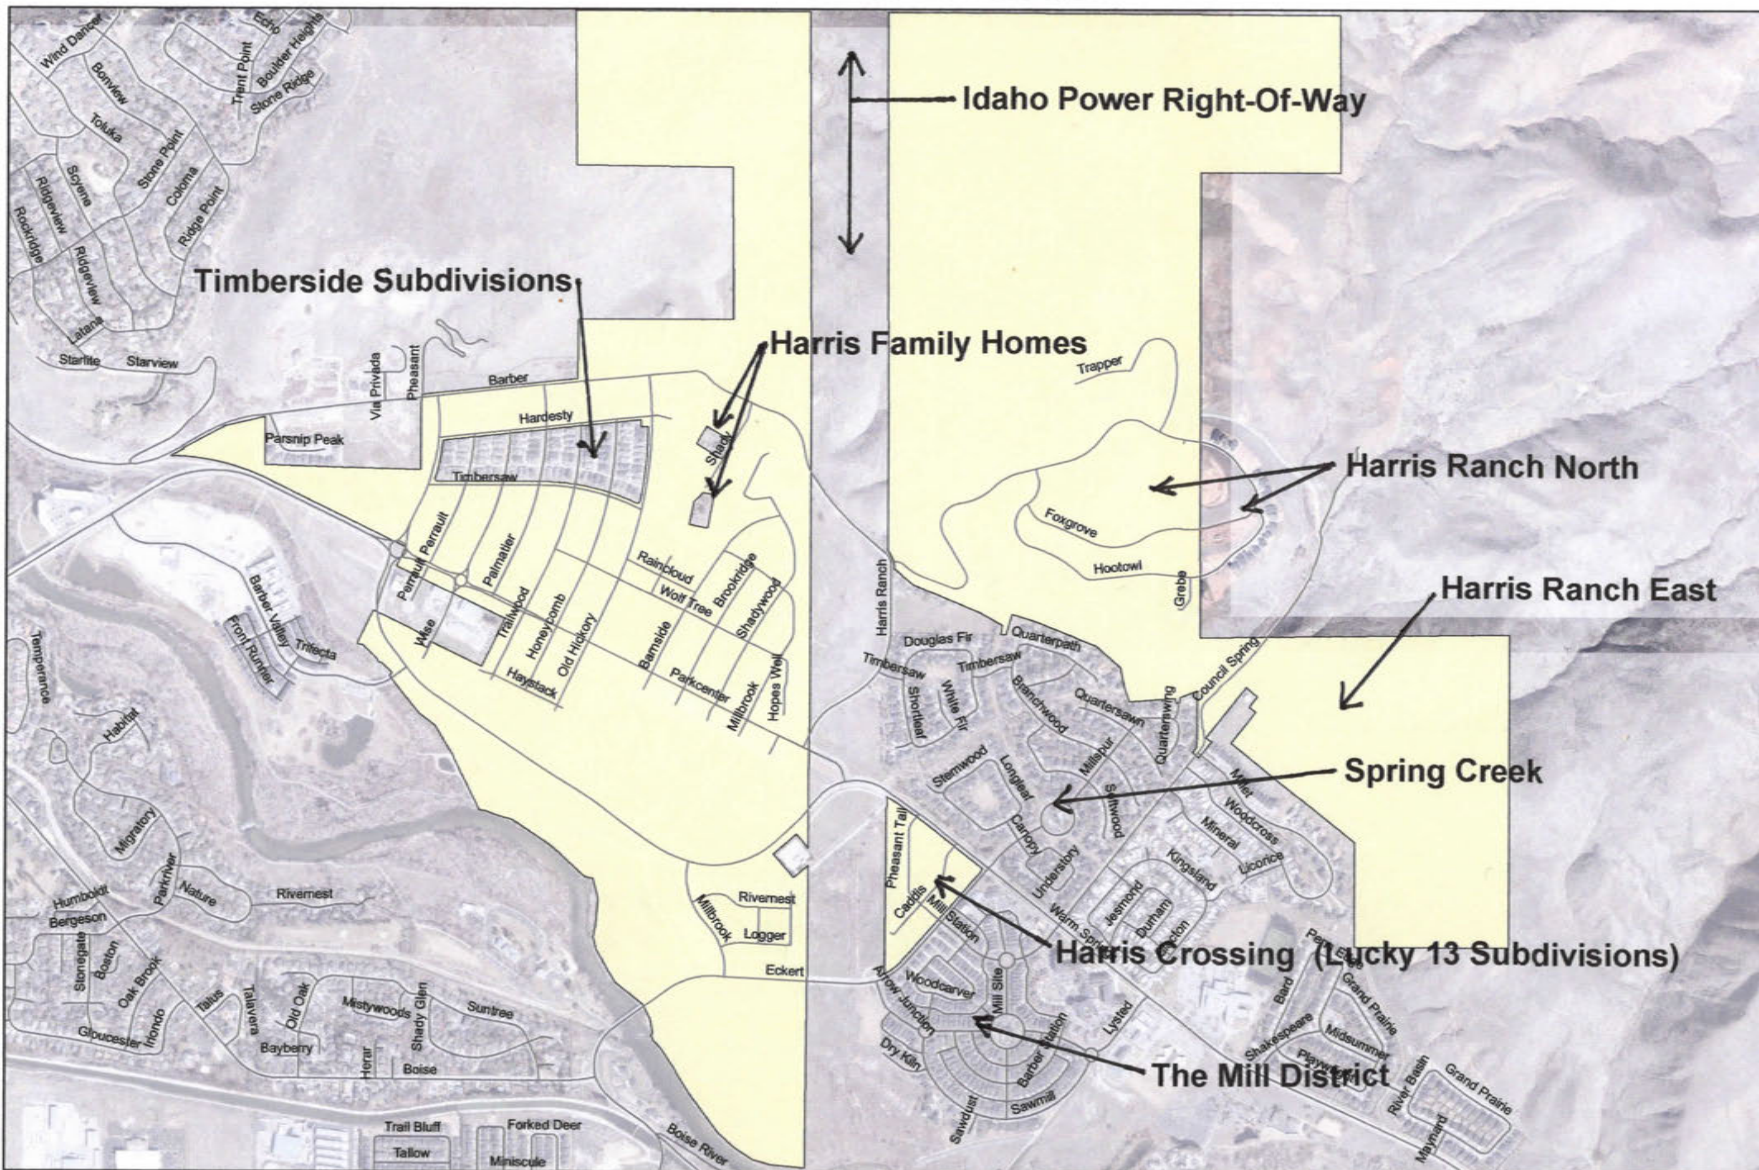 Wind Dancer
Echo
Boulder Heights
Trent Point
Bonview
Stone Ridge
Toluka
Stone Point
Scyene
Coloma
Ridgeview
Rockridge
Ridge Point
Ridgeview
Latana
Starlite
Starview
Idaho Power Right-Of-Way
Timberside Subdivisions
Harris Family Homes
Via Privada
Pheasant
Barber
Hardesty
Parsnip Peak
Timbersaw
Shady
Trapper
Harris Ranch North
Foxgrove
Hootowl
Grebe
Harris Ranch East
Perrault
Perrault
Palmatier
Trailwood
Honeycomb
Old Hickory
Wise
Haystack
Raincloud
Wolf Tree
Brookridge
Shadywood
Barnside
Parkcenter
Millbrook
Hopes Well
Harris Ranch
Barber Valley
Front Runner
Trifecta
Temperance
Habitat
Migratory
Parkriver
Nature
Rivernest
Humboldt
Bergeson
Stonegate
Boston
Oak Brook
Irlondo
Gloucester
Talus
Talavera
Old Oak
Bayberry
Mistywoods
Shady Glen
Suntree
Herar
Boise
Trail Bluff
Tallow
Forked Deer
Miniscule
Boise River
Douglas Fir
Quarterpath
Timbersaw
Timbersaw
Shortleaf
White Fir
Branchwood
Quartersawn
Quarterswing
Council Spring
Millspur
Stemwood
Longleaf
Softwood
Canopy
Understory
Spring Creek
Millet
Woodcross
Mineral
Licorice
Kingsland
Jesmond
Durham
Pheasant Tail
Caddis
Mill Station
Warm Spring
Harris Crossing (Lucky 13 Subdivisions)
Rivernest
Millbrook
Logger
Eckert
Woodcarver
Arrow Junction
Mill Site
Dry Kiln
Barber Station
Lysted
Sawdust
Sawmill
The Mill District
Bard
Grand Prairie
Shakespeare
Midsummer
River Basin
Grand Prairie
Maynard